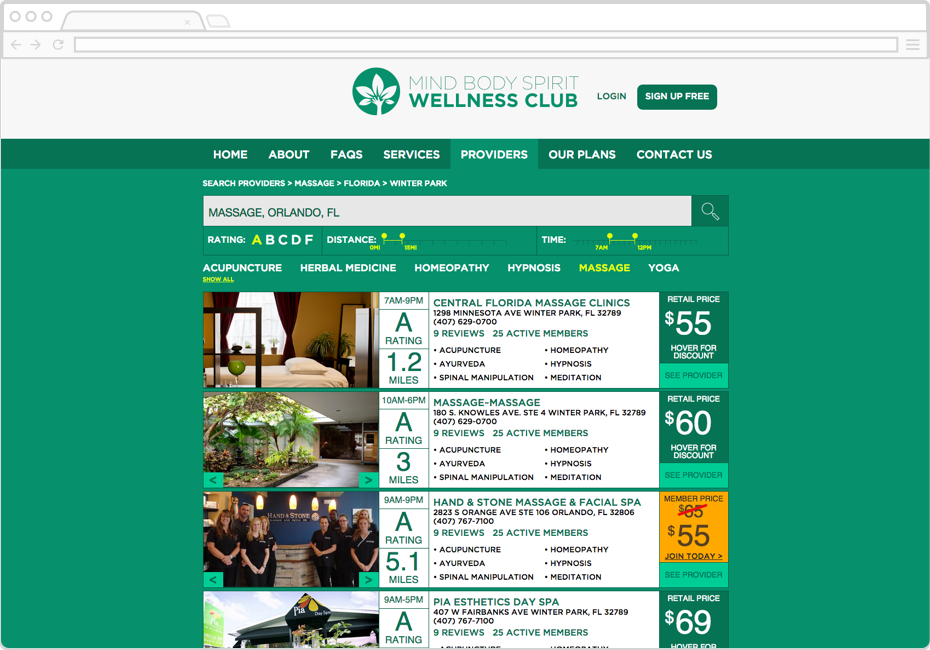 MIND BODY SPIRIT
WELLNESS CLUB
LOGIN
SIGN UP FREE
HOME ABOUT FAQS SERVICES PROVIDERS OUR PLANS CONTACT US
SEARCH PROVIDERS > MASSAGE > FLORIDA > WINTER PARK
MASSAGE, ORLANDO, FL
RATING: A B C D F DISTANCE: 0MI 15MI TIME: 7AM 12PM
ACUPUNCTURE HERBAL MEDICINE HOMEOPATHY HYPNOSIS MASSAGE YOGA
SHOW ALL
7AM-9PM
A
RATING
1.2
MILES
CENTRAL FLORIDA MASSAGE CLINICS
1298 MINNESOTA AVE WINTER PARK, FL 32789
(407) 629-0700
9 REVIEWS 25 ACTIVE MEMBERS
• ACUPUNCTURE • HOMEOPATHY
• AYURVEDA • HYPNOSIS
• SPINAL MANIPULATION • MEDITATION
RETAIL PRICE
$55
HOVER FOR
DISCOUNT
SEE PROVIDER
< >
10AM-6PM
A
RATING
3
MILES
MASSAGE-MASSAGE
180 S. KNOWLES AVE. STE 4 WINTER PARK, FL 32789
(407) 629-0700
9 REVIEWS 25 ACTIVE MEMBERS
• ACUPUNCTURE • HOMEOPATHY
• AYURVEDA • HYPNOSIS
• SPINAL MANIPULATION • MEDITATION
RETAIL PRICE
$60
HOVER FOR
DISCOUNT
SEE PROVIDER
HAND & STONE
< >
9AM-9PM
A
RATING
5.1
MILES
HAND & STONE MASSAGE & FACIAL SPA
2823 S ORANGE AVE STE 106 ORLANDO, FL 32806
(407) 767-7100
9 REVIEWS 25 ACTIVE MEMBERS
• ACUPUNCTURE • HOMEOPATHY
• AYURVEDA • HYPNOSIS
• SPINAL MANIPULATION • MEDITATION
MEMBER PRICE
$65
$55
JOIN TODAY >
SEE PROVIDER
Pia
Day Spa
9AM-5PM
A
RATING
PIA ESTHETICS DAY SPA
407 W FAIRBANKS AVE WINTER PARK, FL 32789
(407) 767-7100
9 REVIEWS 25 ACTIVE MEMBERS
• ACUPUNCTURE • HOMEOPATHY
RETAIL PRICE
$69
HOVER FOR